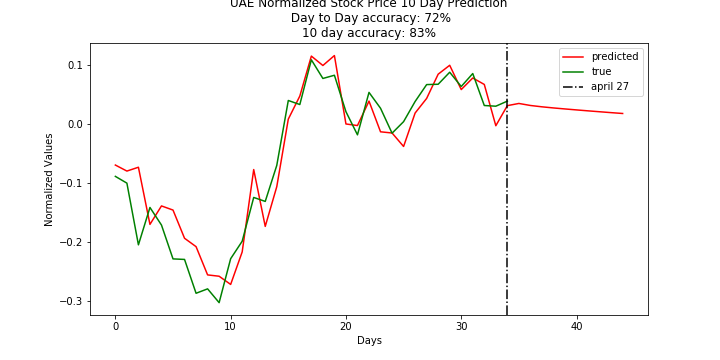 UAE Normalized Stock Price 10 Day Prediction
Day to Day accuracy: 72%
10 day accuracy: 83%
predicted
true
april 27
Normalized Values
0.1
0.0
−0.1
−0.2
−0.3
0 10 20 30 40
Days